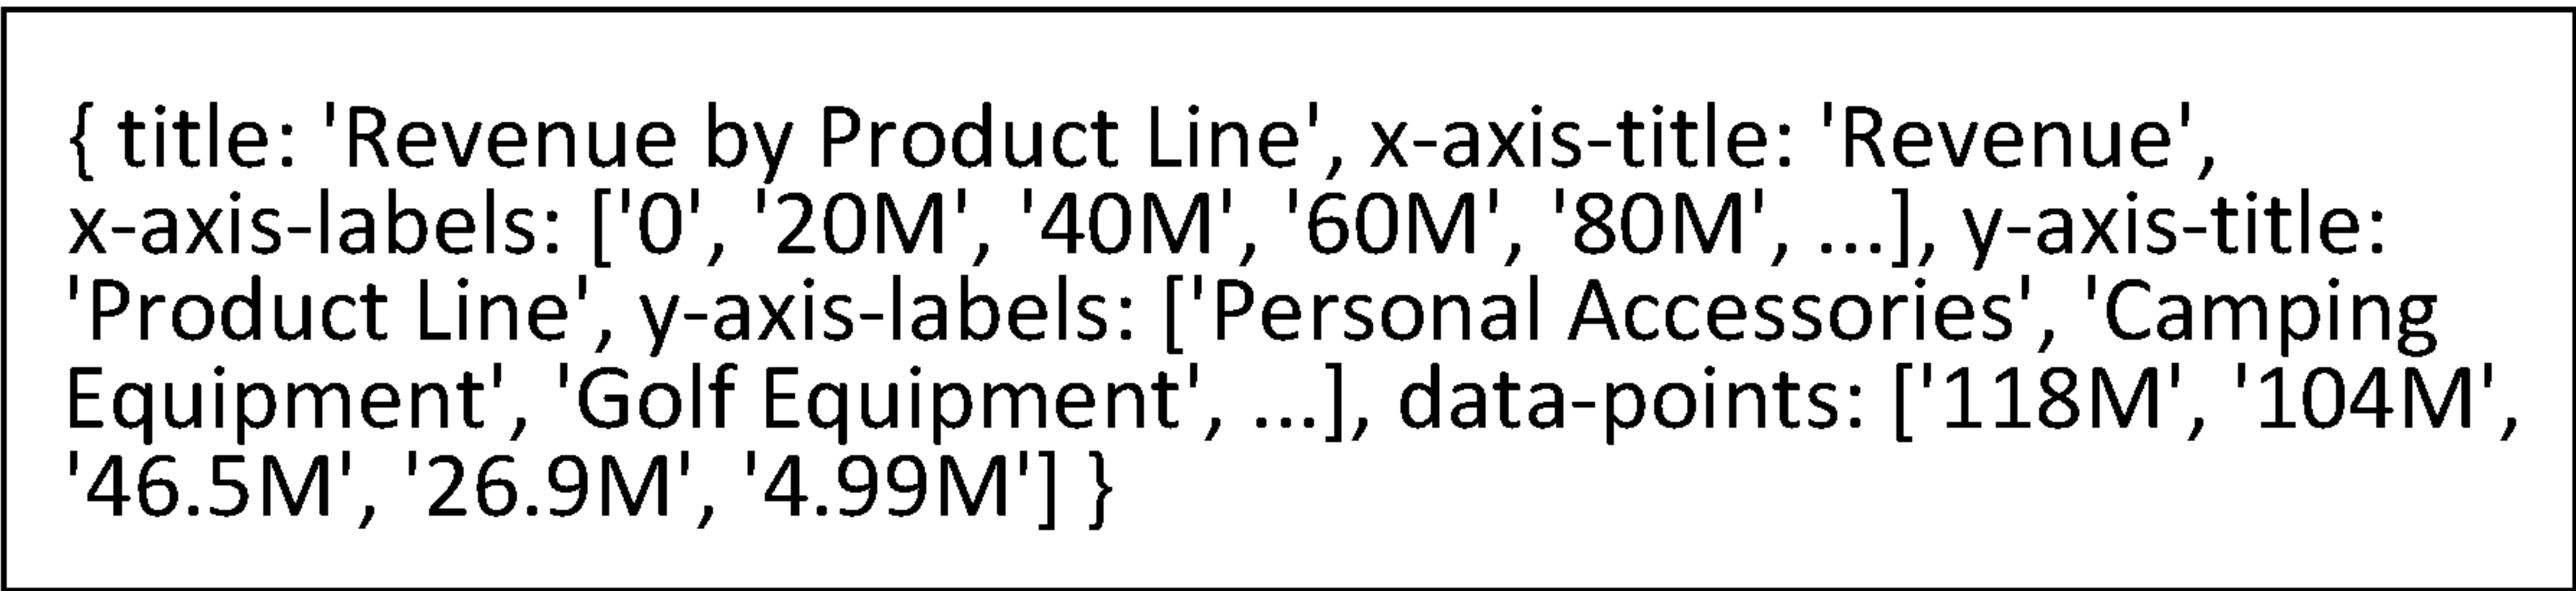 { title: 'Revenue by Product Line', x-axis-title: 'Revenue',
x-axis-labels: ['0', '20M', '40M', '60M', '80M', ...], y-axis-title:
'Product Line', y-axis-labels: ['Personal Accessories', 'Camping
Equipment', 'Golf Equipment', ...], data-points: ['118M', '104M',
'46.5M', '26.9M', '4.99M'] }